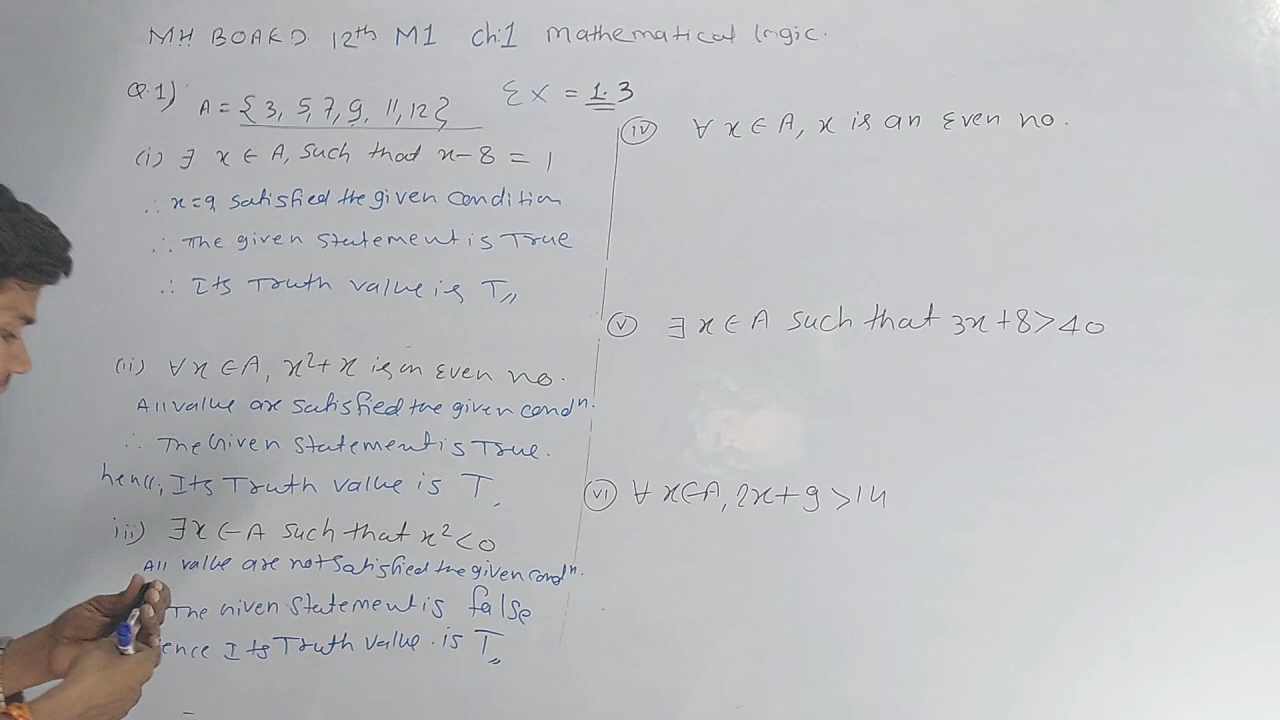 MH BOARD 12th M1 ch:1 Mathematical logic.
Q.1) A = {3, 5, 7, 9, 11, 12} Ex = 1.3
(i) ∃ x ∈ A, such that x - 8 = 1
∴ x = 9 satisfied the given condition
∴ The given statement is True
∴ Its Truth value is T
(ii) ∀ x ∈ A, x² + x is an Even no.
All value are satisfied the given condⁿ.
∴ The Given statement is True.
hence, Its Truth value is T
iii) ∃ x ∈ A such that x² < 0
All value are not satisfied the given condⁿ.
The Given statement is false
ence Its Truth value is T
(iv) ∀ x ∈ A, x is an Even no.
(v) ∃ x ∈ A such that 3x + 8 > 40
(vi) ∀ x ∈ A, 2x + 9 > 14